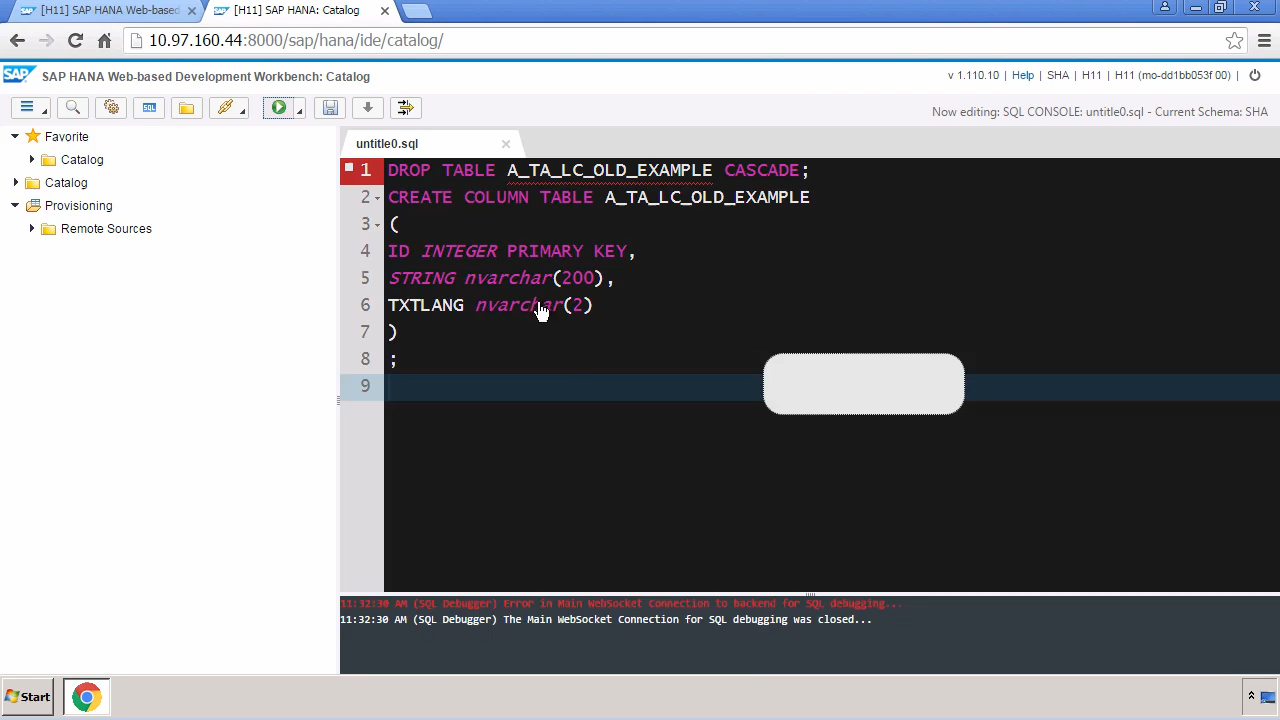 [H11] SAP HANA Web-based
[H11] SAP HANA: Catalog
10.97.160.44:8000/sap/hana/ide/catalog/
SAP SAP HANA Web-based Development Workbench: Catalog
v 1.110.10 | Help | SHA | H11 | H11 (mo-dd1bb053f 00) |
SQL
Now editing: SQL CONSOLE: untitle0.sql - Current Schema: SHA
Favorite
Catalog
Catalog
Provisioning
Remote Sources
untitle0.sql
1 DROP TABLE A_TA_LC_OLD_EXAMPLE CASCADE;
2 CREATE COLUMN TABLE A_TA_LC_OLD_EXAMPLE
3 (
4 ID INTEGER PRIMARY KEY,
5 STRING nvarchar(200),
6 TXTLANG nvarchar(2)
7 )
8 ;
9
11:32:30 AM (SQL Debugger) Error in Main WebSocket Connection to backend for SQL debugging...
11:32:30 AM (SQL Debugger) The Main WebSocket Connection for SQL debugging was closed...
Start